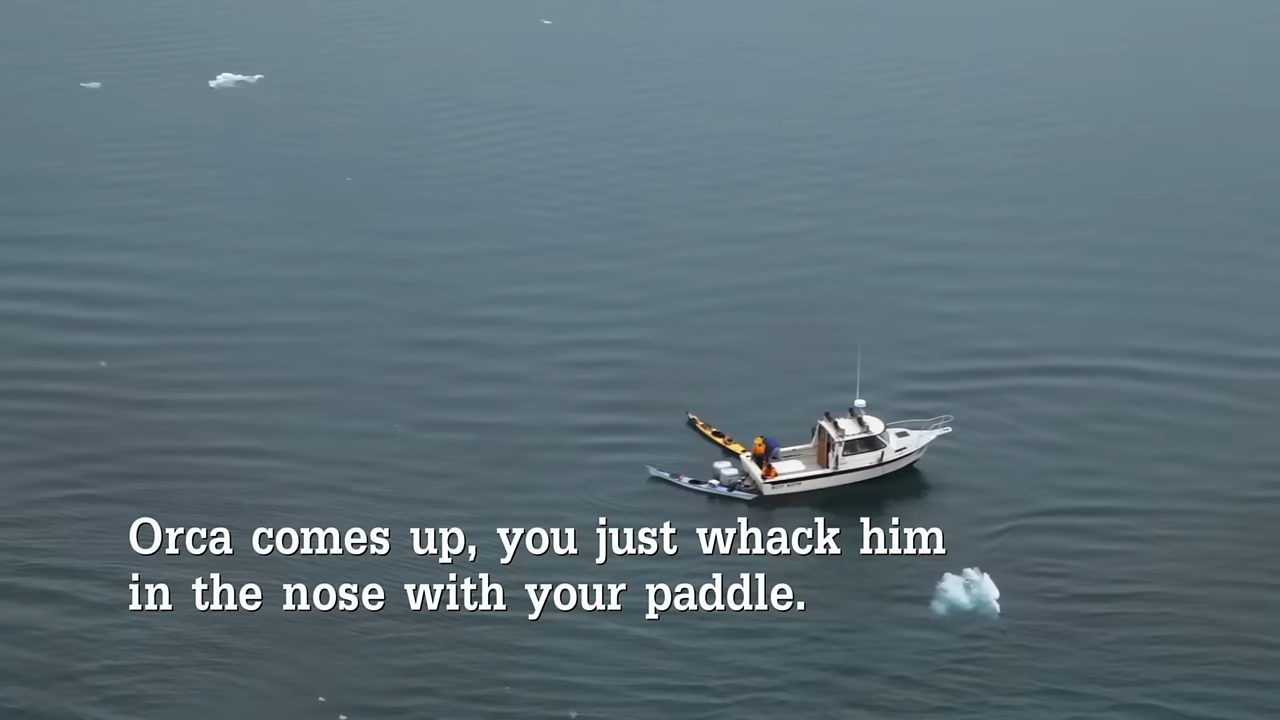 Orca comes up, you just whack him
in the nose with your paddle.